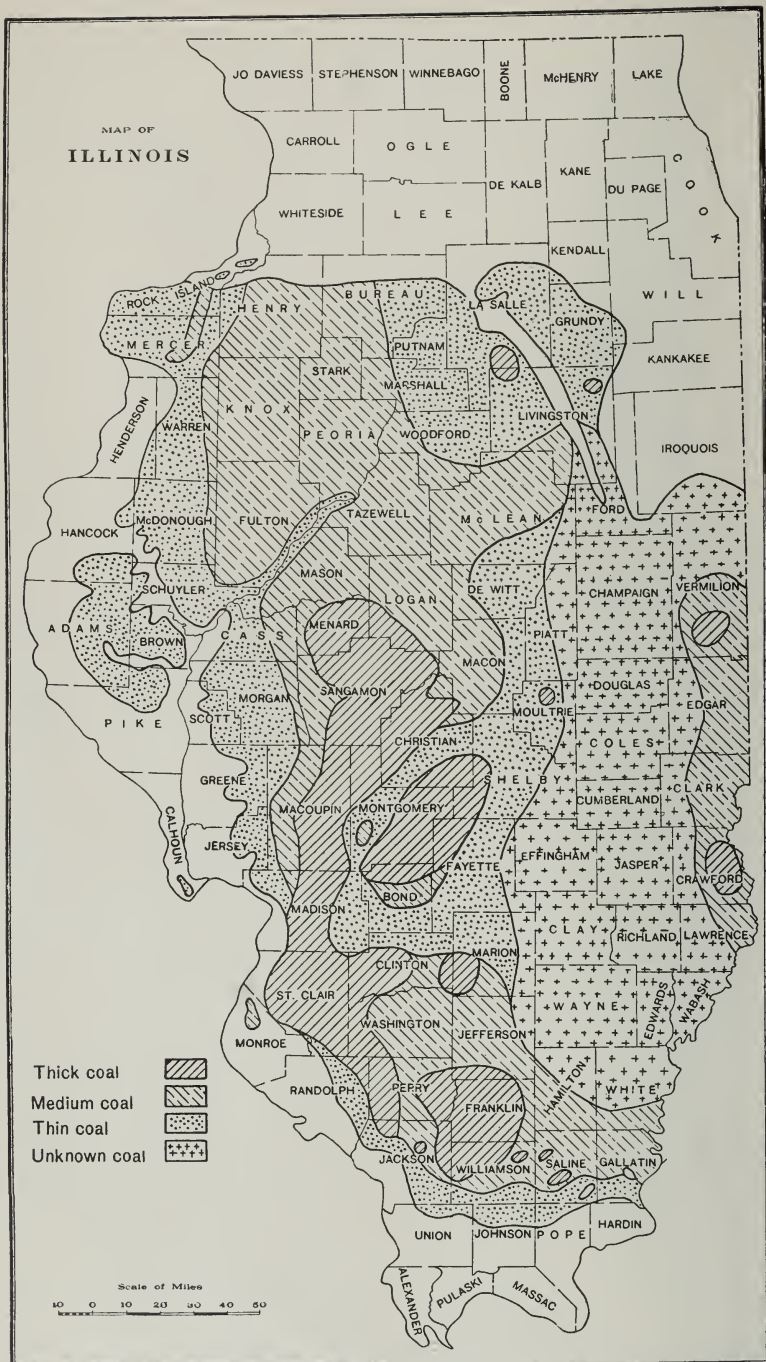 MAP OF
ILLINOIS
JO DAVIESS
STEPHENSON
WINNEBAGO
BOONE
McHENRY
LAKE
CARROLL
OGLE
DE KALB
KANE
DU PAGE
COOK
WHITESIDE
LEE
KENDALL
WILL
ROCK ISLAND
HENRY
BUREAU
LA SALLE
GRUNDY
MERCER
PUTNAM
KANKAKEE
STARK
MARSHALL
HENDERSON
WARREN
KNOX
PEORIA
WOODFORD
LIVINGSTON
IROQUOIS
HANCOCK
McDONOUGH
FULTON
TAZEWELL
McLEAN
FORD
MASON
SCHUYLER
LOGAN
DE WITT
CHAMPAIGN
VERMILION
ADAMS
BROWN
CASS
MENARD
PIATT
MACON
SANGAMON
MORGAN
DOUGLAS
EDGAR
PIKE
SCOTT
MOULTRIE
CHRISTIAN
COLES
GREENE
SHELBY
CLARK
MACOUPIN
MONTGOMERY
CUMBERLAND
CALHOUN
JERSEY
FAYETTE
EFFINGHAM
JASPER
CRAWFORD
BOND
MADISON
CLAY
RICHLAND
LAWRENCE
MARION
CLINTON
ST. CLAIR
WAYNE
EDWARDS
WABASH
WASHINGTON
JEFFERSON
MONROE
RANDOLPH
PERRY
HAMILTON
WHITE
FRANKLIN
JACKSON
WILLIAMSON
SALINE
GALLATIN
UNION
JOHNSON
POPE
HARDIN
ALEXANDER
PULASKI
MASSAC
Thick coal
Medium coal
Thin coal
Unknown coal
Scale of Miles
10 0 10 20 30 40 50